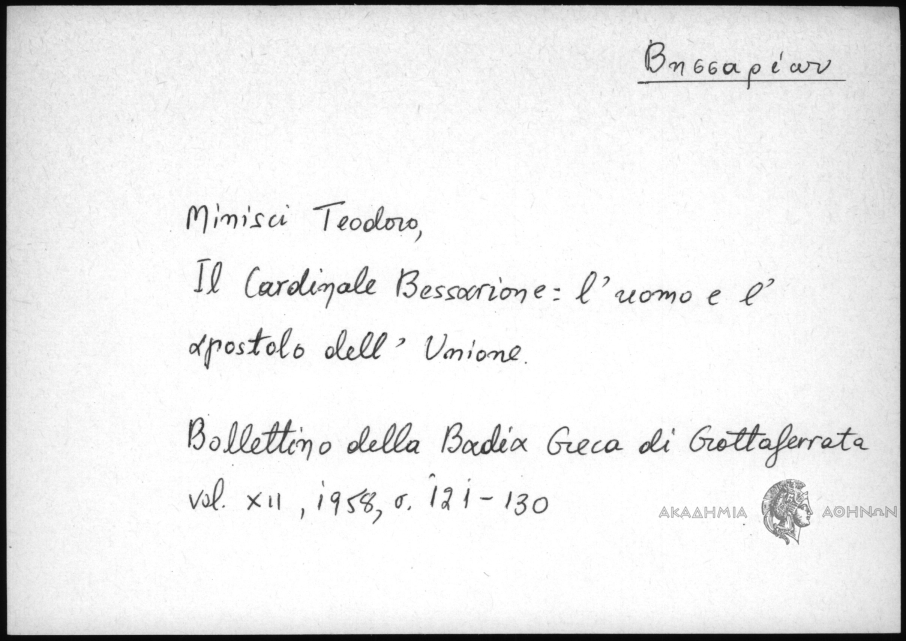 Βησσαρίων
Minisci Teodoro,
Il Cardinale Bessarione: l' uomo e l'
apostolo dell' Unione.
Bollettino della Badia Greca di Grottaferrata
vol. XII, 1958, σ. 121-130
ΑΚΑΔΗΜΙΑ ΑΘΗΝΩΝ